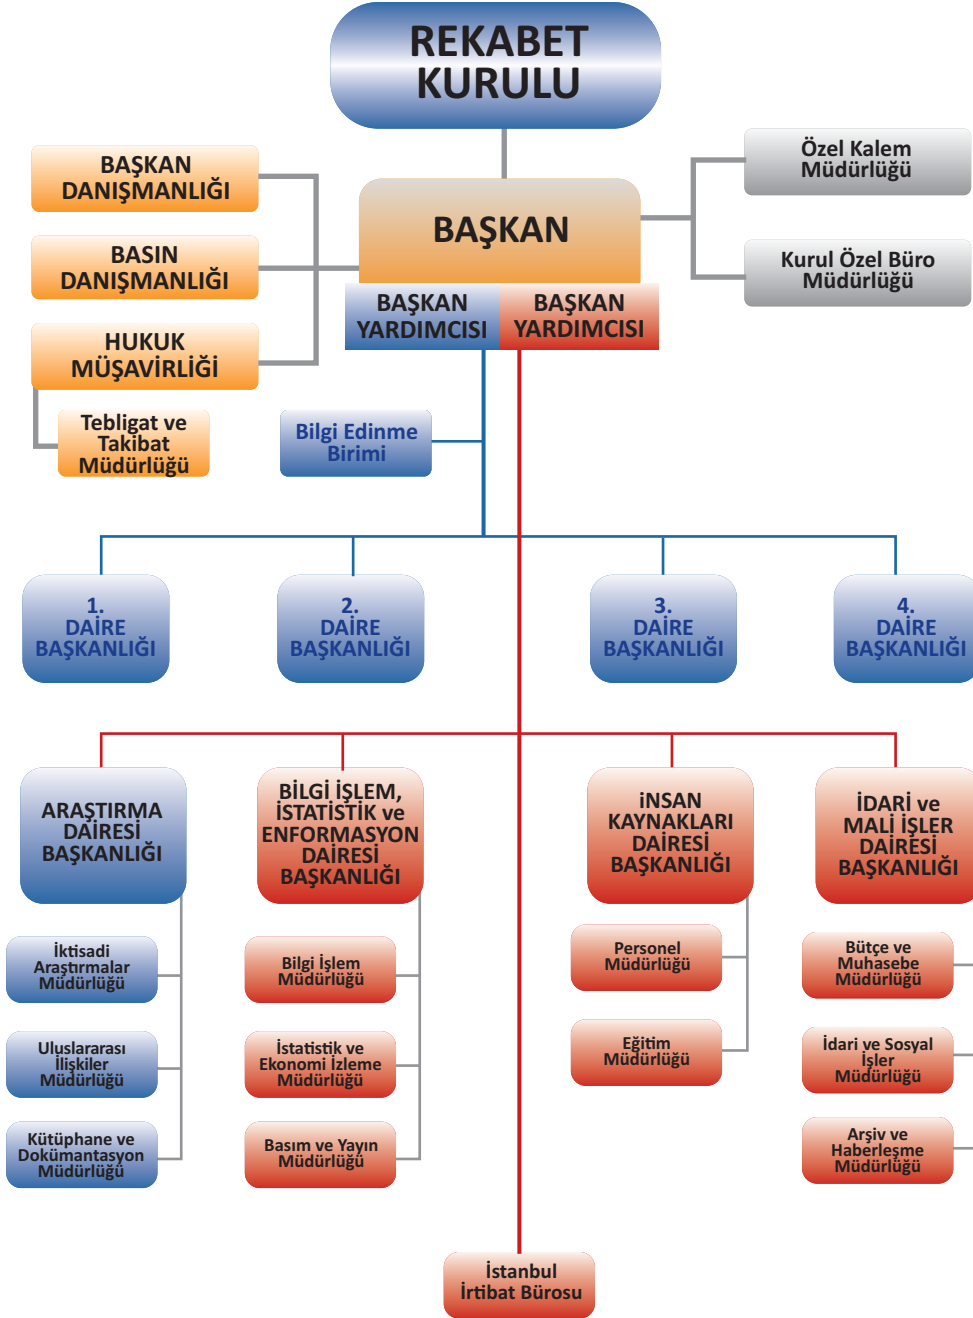 REKABET
KURULU
BAŞKAN
DANIŞMANLIĞI
BASIN
DANIŞMANLIĞI
HUKUK
MÜŞAVİRLİĞİ
Tebligat ve
Takibat
Müdürlüğü
BAŞKAN
BAŞKAN
YARDIMCISI
BAŞKAN
YARDIMCISI
Özel Kalem
Müdürlüğü
Kurul Özel Büro
Müdürlüğü
Bilgi Edinme
Birimi
1.
DAİRE
BAŞKANLIĞI
2.
DAİRE
BAŞKANLIĞI
3.
DAİRE
BAŞKANLIĞI
4.
DAİRE
BAŞKANLIĞI
ARAŞTIRMA
DAİRESİ
BAŞKANLIĞI
İktisadi
Araştırmalar
Müdürlüğü
Uluslararası
İlişkiler
Müdürlüğü
Kütüphane ve
Dokümantasyon
Müdürlüğü
BİLGİ İŞLEM,
İSTATİSTİK ve
ENFORMASYON
DAİRESİ
BAŞKANLIĞI
Bilgi İşlem
Müdürlüğü
İstatistik ve
Ekonomi İzleme
Müdürlüğü
Basım ve Yayın
Müdürlüğü
iNSAN
KAYNAKLARI
DAİRESİ
BAŞKANLIĞI
Personel
Müdürlüğü
Eğitim
Müdürlüğü
İDARİ ve
MALİ İŞLER
DAİRESİ
BAŞKANLIĞI
Bütçe ve
Muhasebe
Müdürlüğü
İdari ve Sosyal
İşler
Müdürlüğü
Arşiv ve
Haberleşme
Müdürlüğü
İstanbul
İrtibat Bürosu